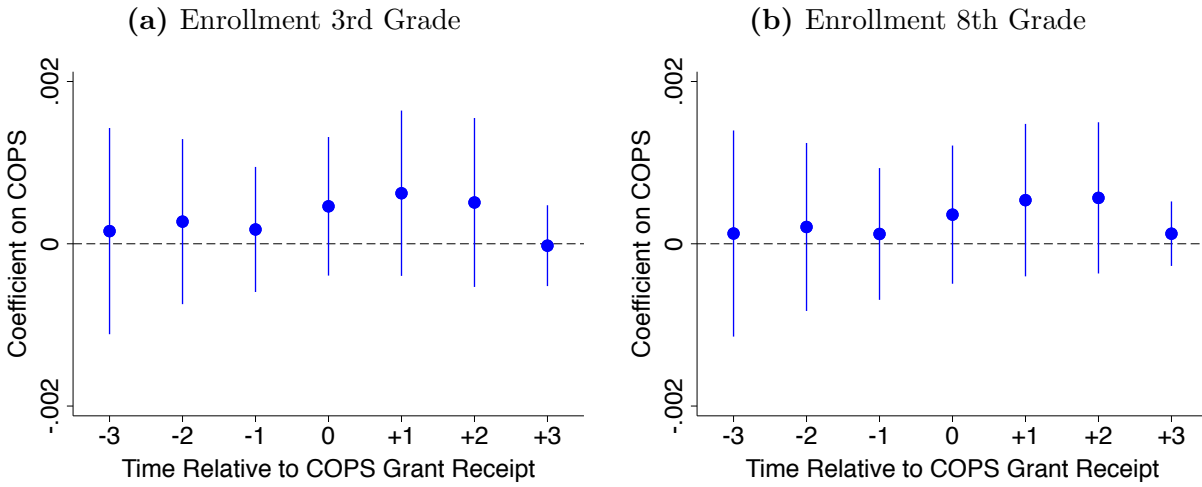 (a) Enrollment 3rd Grade
Coefficient on COPS
.002
0
-.002
-3 -2 -1 0 +1 +2 +3
Time Relative to COPS Grant Receipt
(b) Enrollment 8th Grade
Coefficient on COPS
.002
0
-.002
-3 -2 -1 0 +1 +2 +3
Time Relative to COPS Grant Receipt